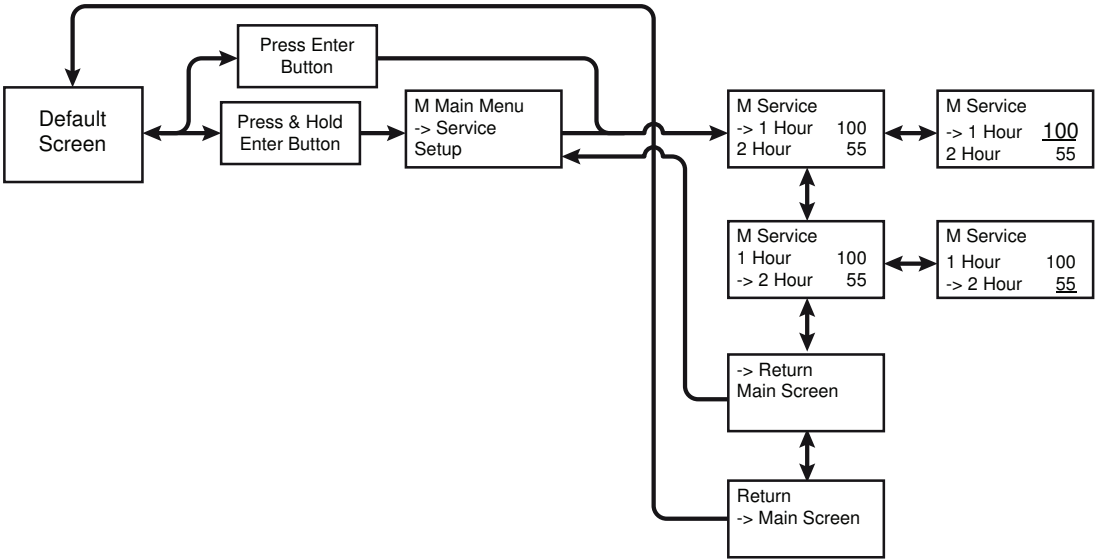 Press Enter
Button
Default
Screen
Press & Hold
Enter Button
M Main Menu
-> Service
Setup
M Service
-> 1 Hour 100
2 Hour 55
M Service
-> 1 Hour 100
2 Hour 55
M Service
1 Hour 100
-> 2 Hour 55
M Service
1 Hour 100
-> 2 Hour 55
-> Return
Main Screen
Return
-> Main Screen